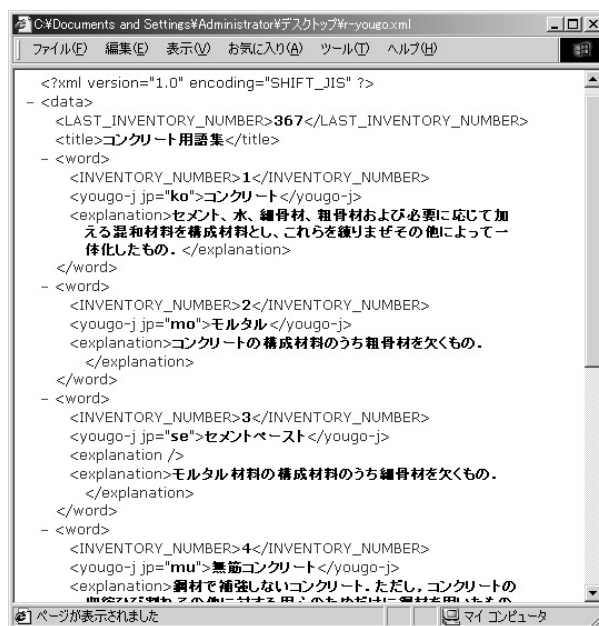 C:¥Documents and Settings¥Administrator¥デスクトップ¥r-yougo.xml
ファイル(F) 編集(E) 表示(V) お気に入り(A) ツール(T) ヘルプ(H)
<?xml version="1.0" encoding="SHIFT_JIS" ?>
- <data>
<LAST_INVENTORY_NUMBER>367</LAST_INVENTORY_NUMBER>
<title>コンクリート用語集</title>
- <word>
<INVENTORY_NUMBER>1</INVENTORY_NUMBER>
<yougo-j jp="ko">コンクリート</yougo-j>
<explanation>セメント、水、細骨材、粗骨材および必要に応じて加
える混和材料を構成材料とし、これらを練りまぜその他によって一
体化したもの．</explanation>
</word>
- <word>
<INVENTORY_NUMBER>2</INVENTORY_NUMBER>
<yougo-j jp="mo">モルタル</yougo-j>
<explanation>コンクリートの構成材料のうち粗骨材を欠くもの．
</explanation>
</word>
- <word>
<INVENTORY_NUMBER>3</INVENTORY_NUMBER>
<yougo-j jp="se">セメントペースト</yougo-j>
<explanation />
<explanation>モルタル材料の構成材料のうち細骨材を欠くもの．
</explanation>
</word>
- <word>
<INVENTORY_NUMBER>4</INVENTORY_NUMBER>
<yougo-j jp="mu">無筋コンクリート</yougo-j>
<explanation>鋼材で補強しないコンクリート．ただし，コンクリートの
ページが表示されました マイ コンピュータ